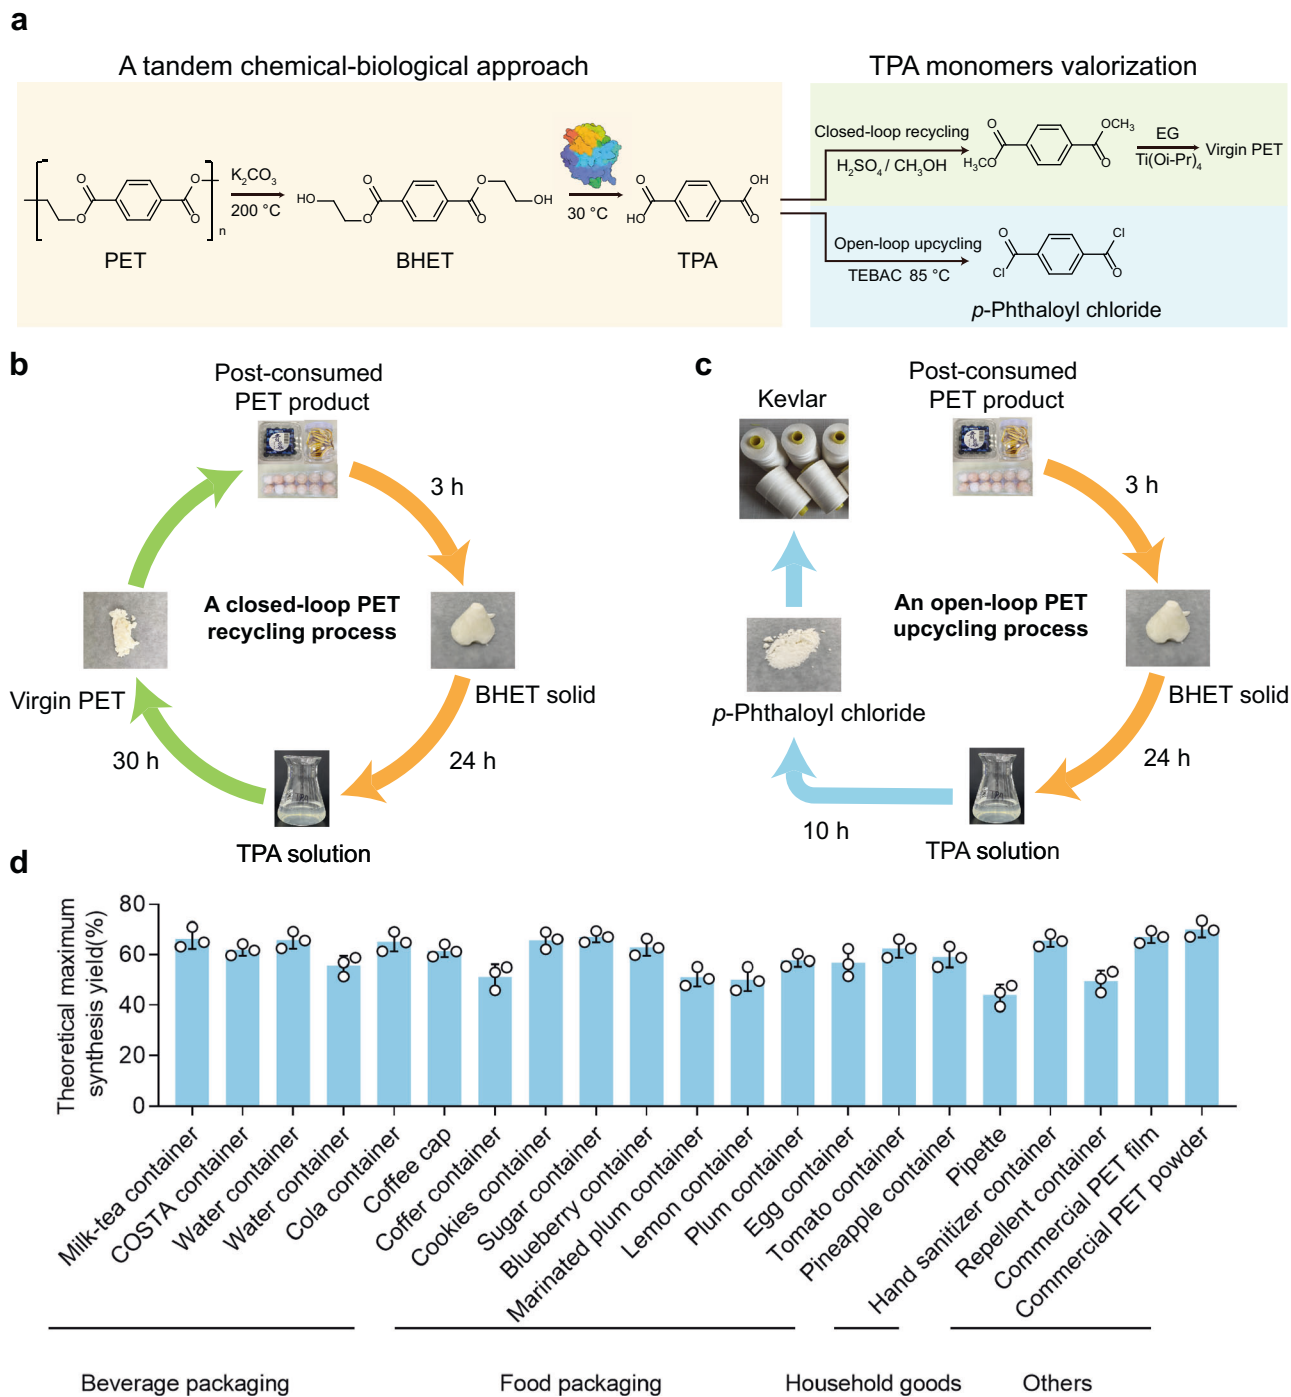 a
A tandem chemical-biological approach
TPA monomers valorization
n
PET
K2CO3
200 °C
HO
O
O
O
O
OH
BHET
30 °C
O
OH
HO
O
TPA
Closed-loop recycling
H2SO4 / CH3OH
O
OCH3
H3CO
O
EG
Ti(Oi-Pr)4
Virgin PET
Open-loop upcycling
TEBAC 85 °C
O
Cl
Cl
O
p-Phthaloyl chloride
b
Post-consumed
PET product
3 h
A closed-loop PET
recycling process
BHET solid
Virgin PET
30 h
24 h
TPA solution
c
Kevlar
Post-consumed
PET product
3 h
An open-loop PET
upcycling process
p-Phthaloyl chloride
BHET solid
24 h
10 h
TPA solution
d
Theoretical maximum
synthesis yield(%)
80
60
40
20
0
Milk-tea container
COSTA container
Water container
Water container
Cola container
Coffee cap
Coffer container
Cookies container
Sugar container
Blueberry container
Marinated plum container
Lemon container
Plum container
Egg container
Tomato container
Pineapple container
Pipette
Hand sanitizer container
Repellent container
Commercial PET film
Commercial PET powder
Beverage packaging
Food packaging
Household goods
Others